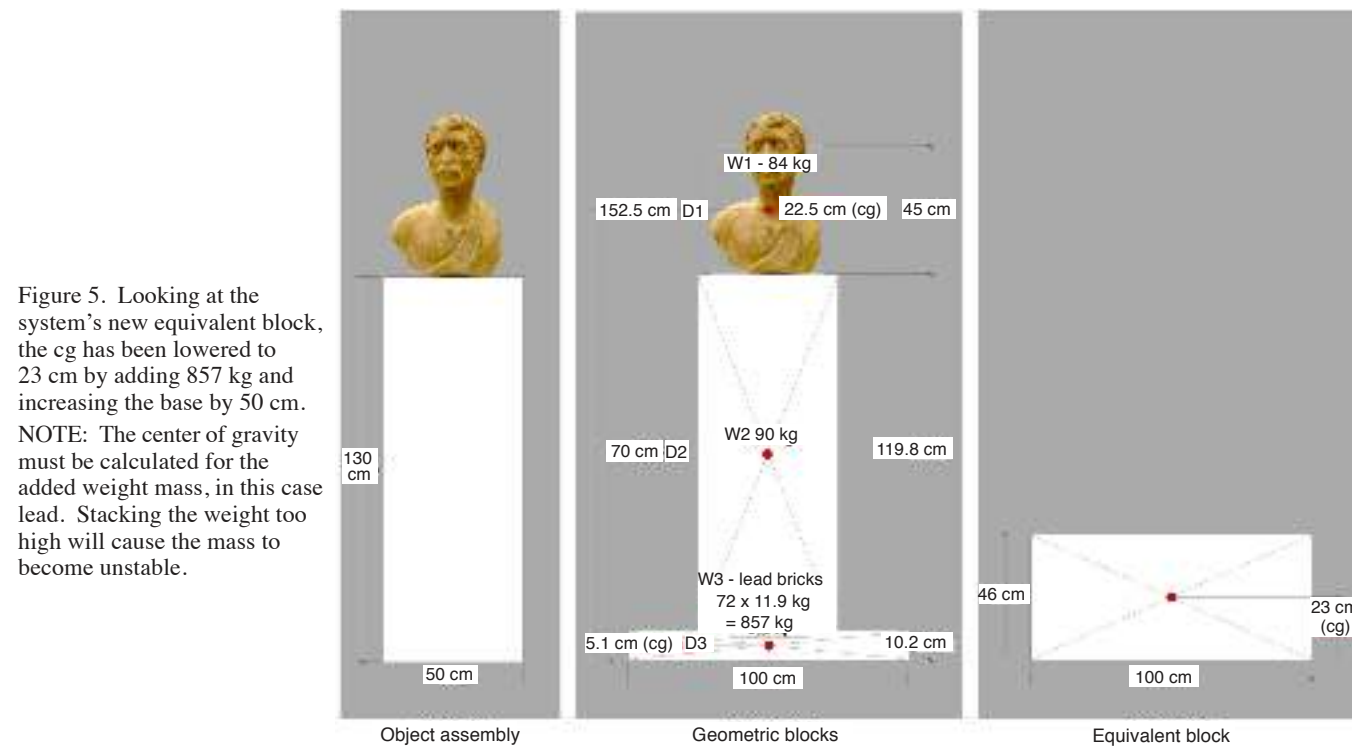 Figure 5. Looking at the
system's new equivalent block,
the cg has been lowered to
23 cm by adding 857 kg and
increasing the base by 50 cm.
NOTE: The center of gravity
must be calculated for the
added weight mass, in this case
lead. Stacking the weight too
high will cause the mass to
become unstable.
130
cm
50 cm
Object assembly
W1 - 84 kg
152.5 cm D1
22.5 cm (cg)
45 cm
W2 90 kg
70 cm D2
119.8 cm
W3 - lead bricks
72 x 11.9 kg
= 857 kg
5.1 cm (cg) D3
10.2 cm
100 cm
Geometric blocks
46 cm
23 cm
(cg)
100 cm
Equivalent block